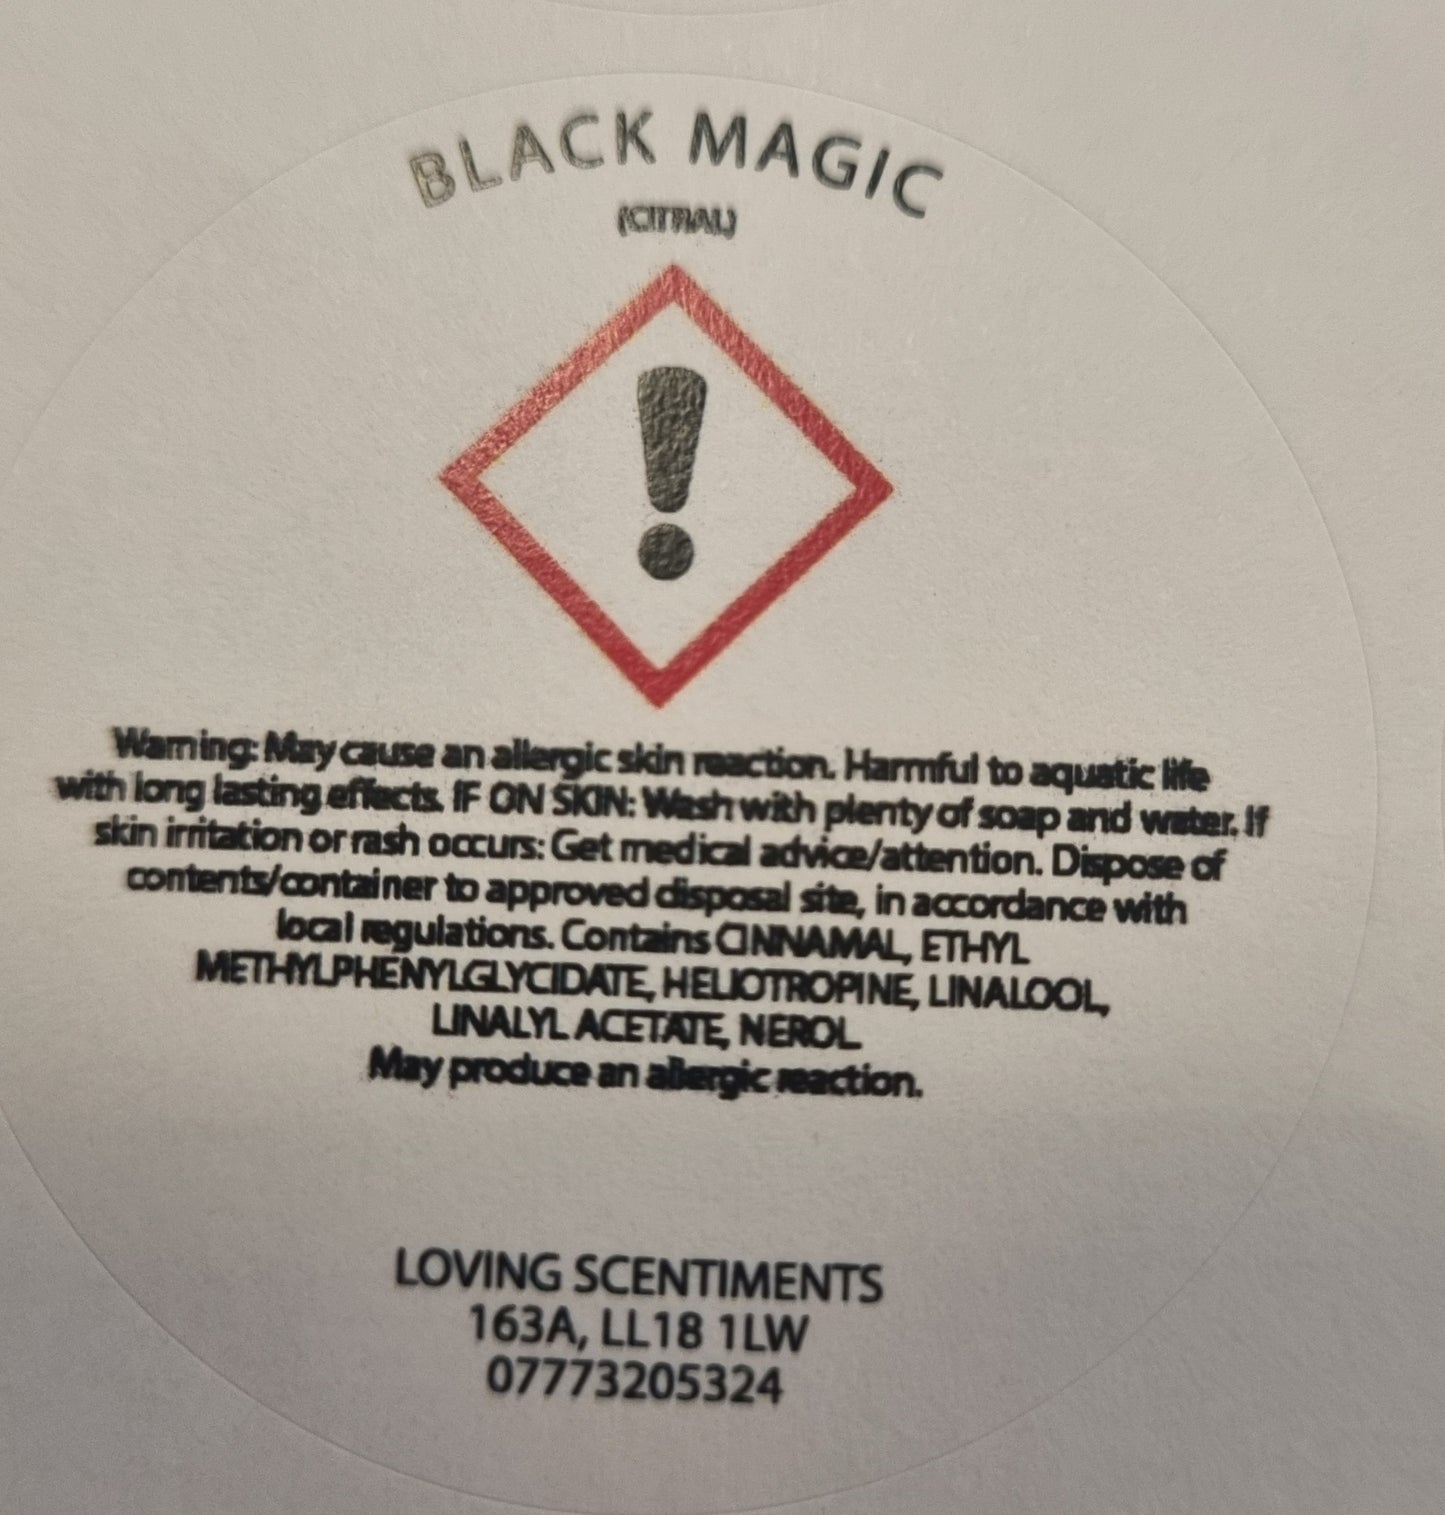 BLACK MAGIC
(CITRAL)
Warning: May cause an allergic skin reaction. Harmful to aquatic life
with long lasting effects. IF ON SKIN: Wash with plenty of soap and water. If
skin irritation or rash occurs: Get medical advice/attention. Dispose of
contents/container to approved disposal site, in accordance with
local regulations. Contains CINNAMAL, ETHYL
METHYLPHENYLGLYCIDATE, HELIOTROPINE, LINALOOL,
LINALYL ACETATE, NEROL
May produce an allergic reaction.
LOVING SCENTIMENTS
163A, LL18 1LW
07773205324